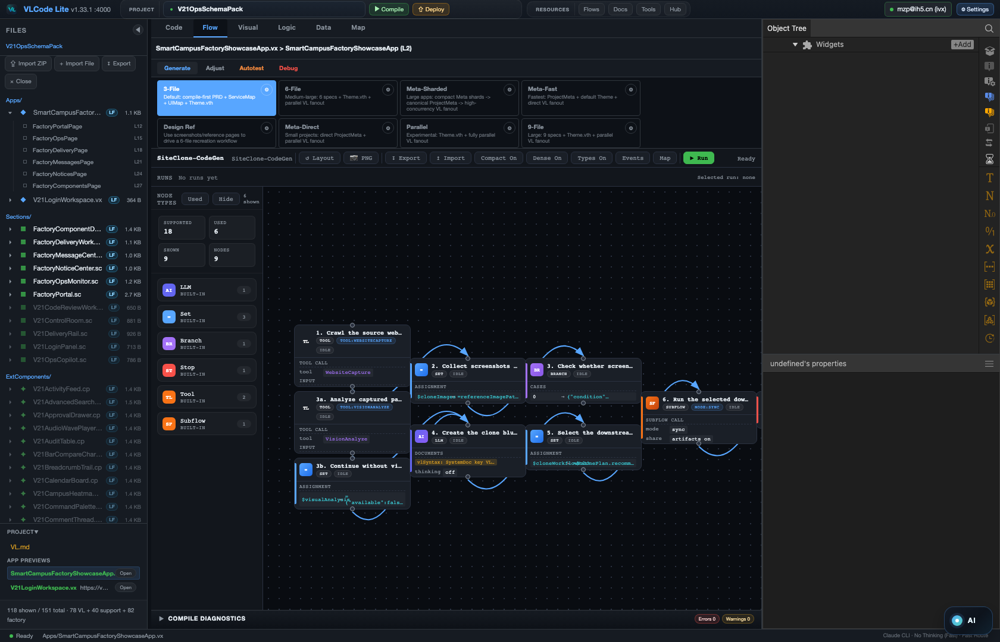 VL VLCode Lite v1.33.1 :4000
PROJECT V21OpsSchemaPack Compile Deploy
RESOURCES Flows Docs Tools Hub
mzp@ih5.cn (ivx) Settings
FILES
V21OpsSchemaPack
Import ZIP + Import File Export
× Close
Apps/
SmartCampusFactor... LF 1.1 KB
FactoryPortalPage L12
FactoryOpsPage L15
FactoryDeliveryPage L18
FactoryMessagesPage L21
FactoryNoticesPage L24
FactoryComponentsPage L27
V21LoginWorkspace.vx LF 364 B
Sections/
FactoryComponentD... LF 1.4 KB
FactoryDeliveryWork... LF 1.1 KB
FactoryMessageCent... LF 1.0 KB
FactoryNoticeCenter.sc LF 1.0 KB
FactoryOpsMonitor.sc LF 1.2 KB
FactoryPortal.sc LF 2.7 KB
V21CodeReviewWork... LF 650 B
V21ControlRoom.sc LF 881 B
V21DeliveryRail.sc LF 926 B
V21LoginPanel.sc LF 713 B
V21OpsCopilot.sc LF 786 B
ExtComponents/
V21ActivityFeed.cp LF 1.4 KB
V21AdvancedSearch... LF 1.5 KB
V21ApprovalDrawer.cp LF 1.4 KB
V21AudioWavePlayer... LF 1.4 KB
V21AuditTable.cp LF 1.4 KB
V21BarCompareChar... LF 1.4 KB
V21BreadcrumbTrail.cp LF 1.4 KB
V21CalendarBoard.cp LF 1.4 KB
V21CampusHeatma... LF 1.4 KB
V21CommandPalette... LF 1.4 KB
V21CommentThread.... LF 1.4 KB
PROJECT▾
VL.md
APP PREVIEWS
SmartCampusFactoryShowcaseApp. Open
V21LoginWorkspace.vx https://v... Open
118 shown / 151 total · 78 VL + 40 support + 82
factory
Code Flow Visual Logic Data Map
SmartCampusFactoryShowcaseApp.vx > SmartCampusFactoryShowcaseApp (L2)
Generate Adjust Autotest Debug
3-File
Default: compile-first PRD + ServiceMap
+ UIMap + Theme.vth
6-File
Medium-large: 6 specs + Theme.vth +
parallel VL fanout
Meta-Sharded
Large apps: compact Meta shards ->
canonical ProjectMeta -> high-
concurrency VL fanout
Meta-Fast
Fastest: ProjectMeta + default Theme +
direct VL fanout
Design Ref
Use screenshots/reference pages to
drive a 6-file recreation workflow
Meta-Direct
Small projects: direct ProjectMeta +
parallel VL fanout
Parallel
Experimental: Theme.vth + fully parallel
VL fanout
9-File
Large: 9 specs + Theme.vth + parallel
VL fanout
SiteClone-CodeGen SiteClone-CodeGen Layout PNG Export Import Compact On Dense On Types On Events Map Run Ready
RUNS No runs yet Selected run: none
NODE
TYPES
Used Hide
6
shown
SUPPORTED
18
USED
6
SHOWN
9
NODES
9
AI LLM
BUILT-IN 1
= Set
BUILT-IN 3
BR Branch
BUILT-IN 1
ST Stop
BUILT-IN 1
TL Tool
BUILT-IN 2
SF Subflow
BUILT-IN 1
1. Crawl the source web...
TL TOOL TOOL:WEBSITECAPTURE
IDLE
TOOL CALL
tool WebsiteCapture
INPUT
3a. Analyze captured pa...
TL TOOL TOOL:VISIONANALYZE
IDLE
TOOL CALL
tool VisionAnalyze
INPUT
= 3b. Continue without vi...
SET IDLE
ASSIGNMENT
$visualAnalysis = {"available":fals...
= 2. Collect screenshots ...
SET IDLE
ASSIGNMENT
$cloneImages =referenceImagePat...
AI 4. Create the clone blu...
LLM IDLE
DOCUMENTS
vlSyntax: SystemDoc key VL...
thinking off
BR 3. Check whether screen...
BRANCH IDLE
CASES
0 → {"condition"...
= 5. Select the downstrea...
SET IDLE
ASSIGNMENT
SF 6. Run the selected dow...
SUBFLOW MODE:SYNC IDLE
SUBFLOW CALL
mode sync
share artifacts on
COMPILE DIAGNOSTICS Errors 0 Warnings 0
Object Tree
Widgets +Add
undefined's properties
T
N
N.0
%
X
AI
Ready Apps/SmartCampusFactoryShowcaseApp.vx
Claude CLI · No Thinking (Fast) · Fast Route